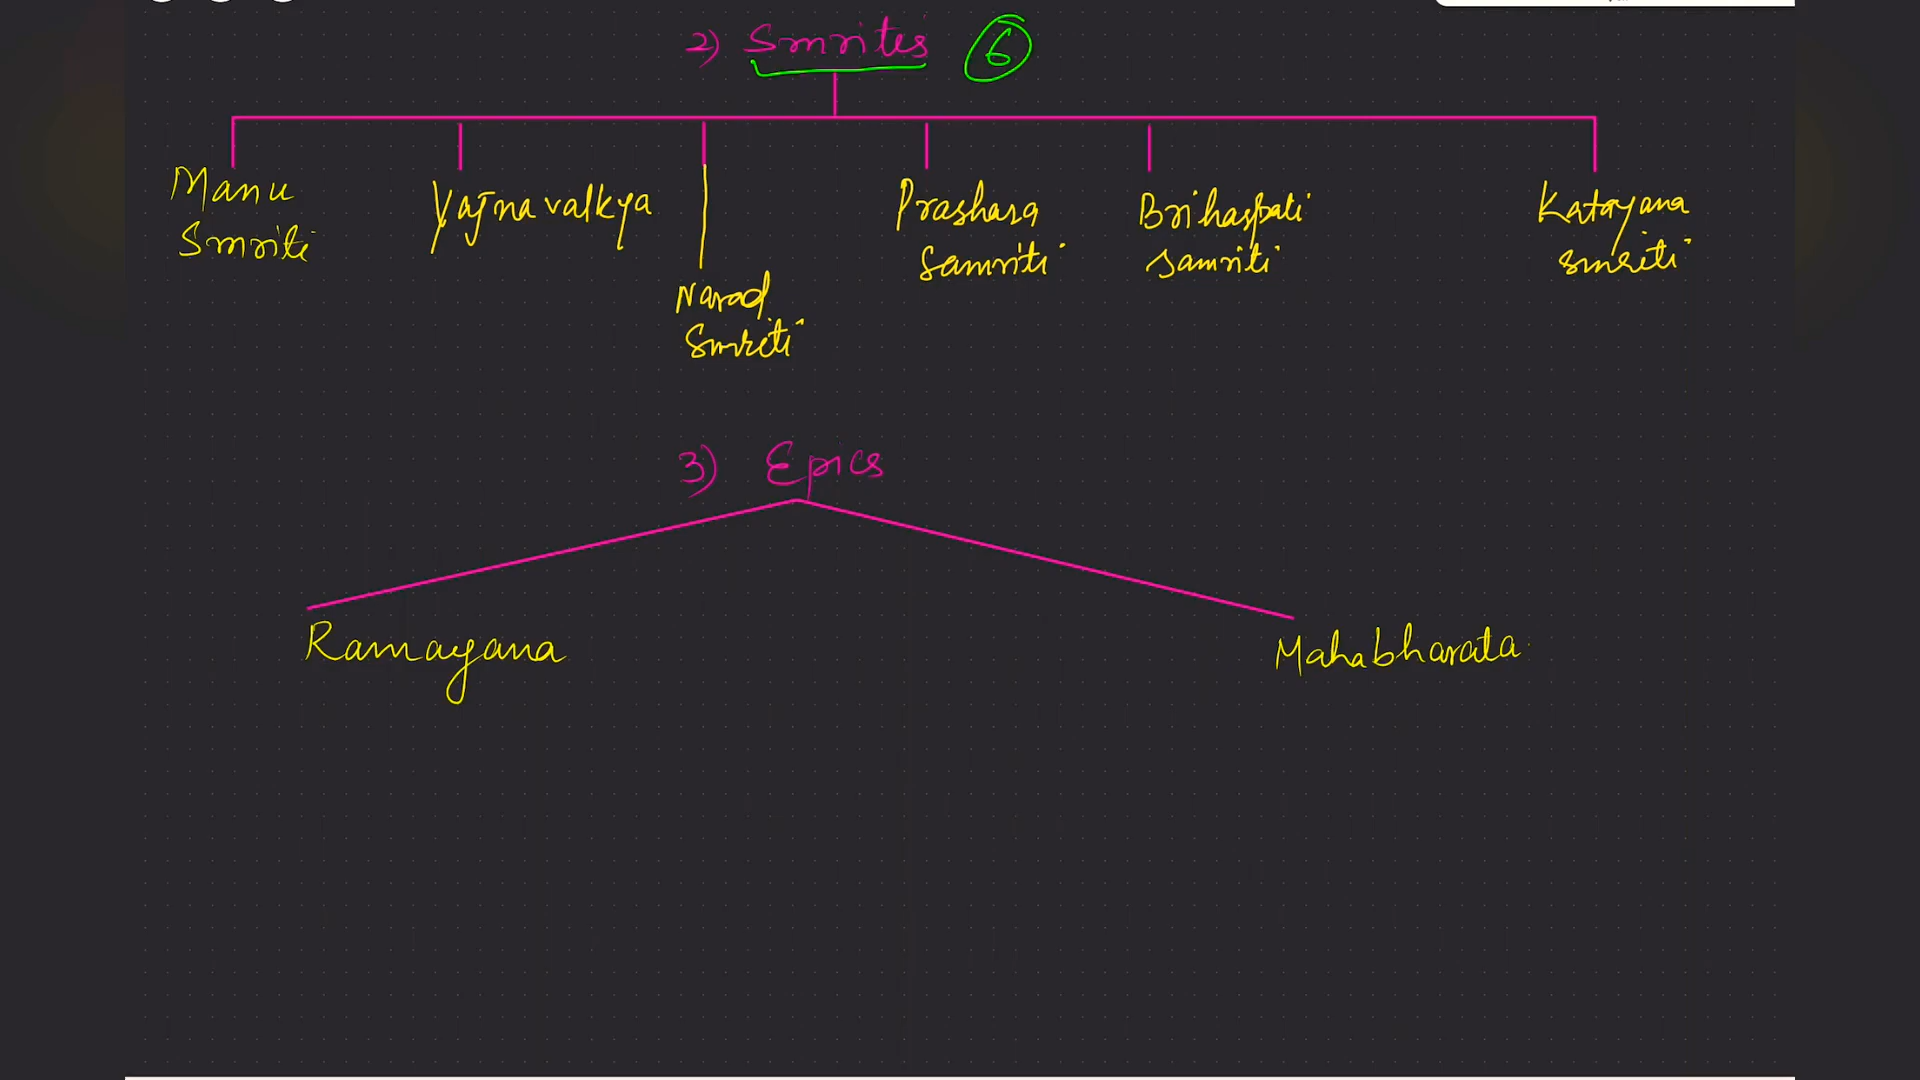 2) Smrites 6
Manu
Smriti
Yajnavalkya
Narad
Smriti
Prashara
Samriti
Brihaspati
Samriti
Katayana
Smriti
3) Epics
Ramayana
Mahabharata